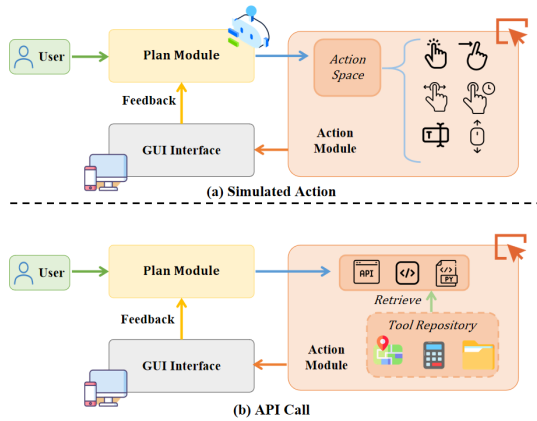 User
Plan Module
Action
Space
Feedback
GUI Interface
Action
Module
T
(a) Simulated Action
User
Plan Module
API
PY
Retrieve
Tool Repository
Feedback
GUI Interface
Action
Module
(b) API Call